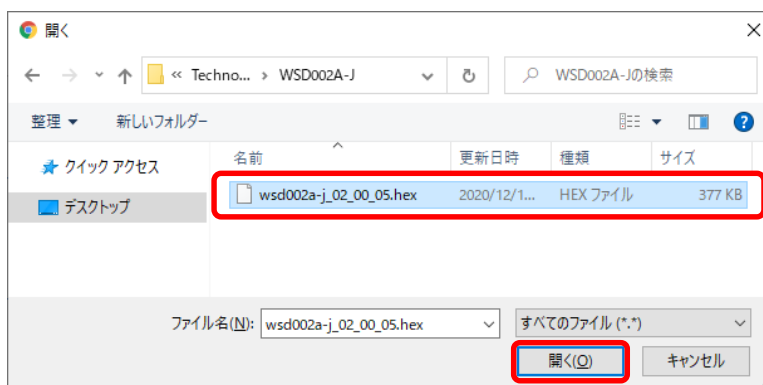 開く
« Techno... › WSD002A-J
WSD002A-Jの検索
整理 新しいフォルダー
名前 更新日時 種類 サイズ
クイック アクセス
wsd002a-j_02_00_05.hex 2020/12/1... HEX ファイル 377 KB
デスクトップ
ファイル名(N): wsd002a-j_02_00_05.hex すべてのファイル (*.*)
開く(O) キャンセル